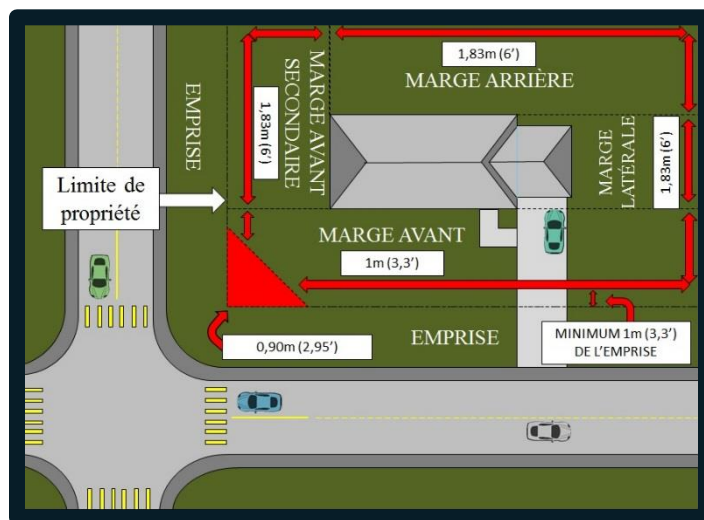 1,83m (6')
MARGE ARRIÈRE
EMPRISE
1,83m (6')
MARGE AVANT
SECONDAIRE
MARGE
LATÉRALE
1,83m (6')
Limite de
propriété
MARGE AVANT
1m (3,3')
0,90m (2,95')
EMPRISE
MINIMUM 1m (3,3')
DE L'EMPRISE